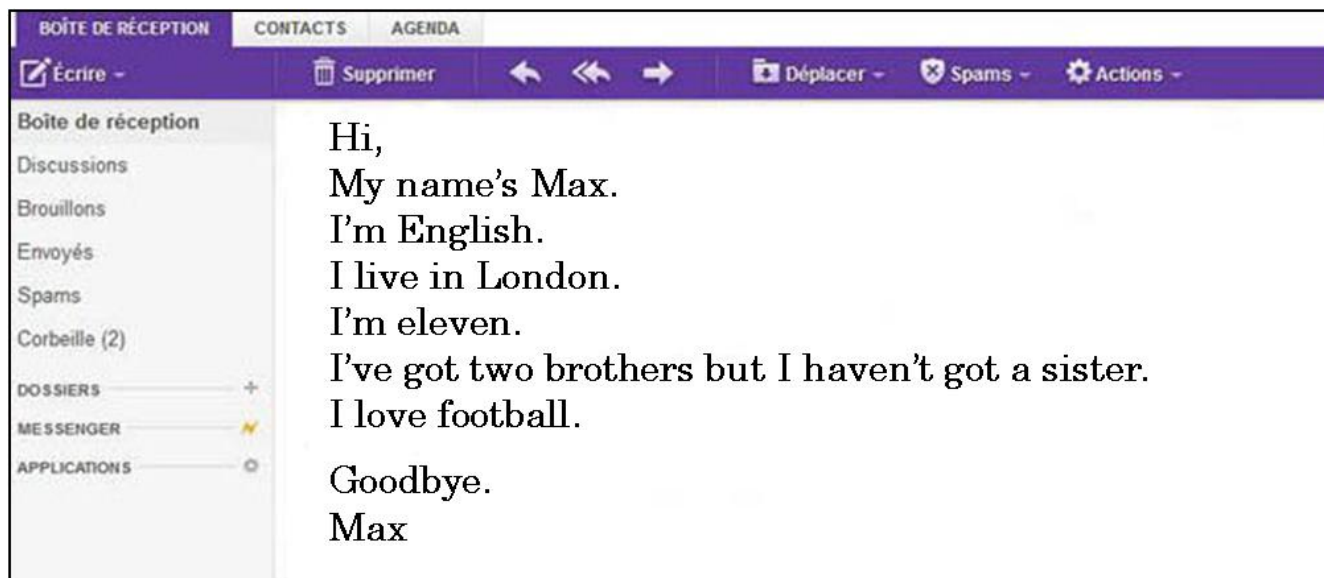 BOÎTE DE RÉCEPTION CONTACTS AGENDA
Écrire Supprimer Déplacer Spams Actions
Boîte de réception
Discussions
Brouillons
Envoyés
Spams
Corbeille (2)
DOSSIERS
MESSENGER
APPLICATIONS
Hi,
My name's Max.
I'm English.
I live in London.
I'm eleven.
I've got two brothers but I haven't got a sister.
I love football.
Goodbye.
Max